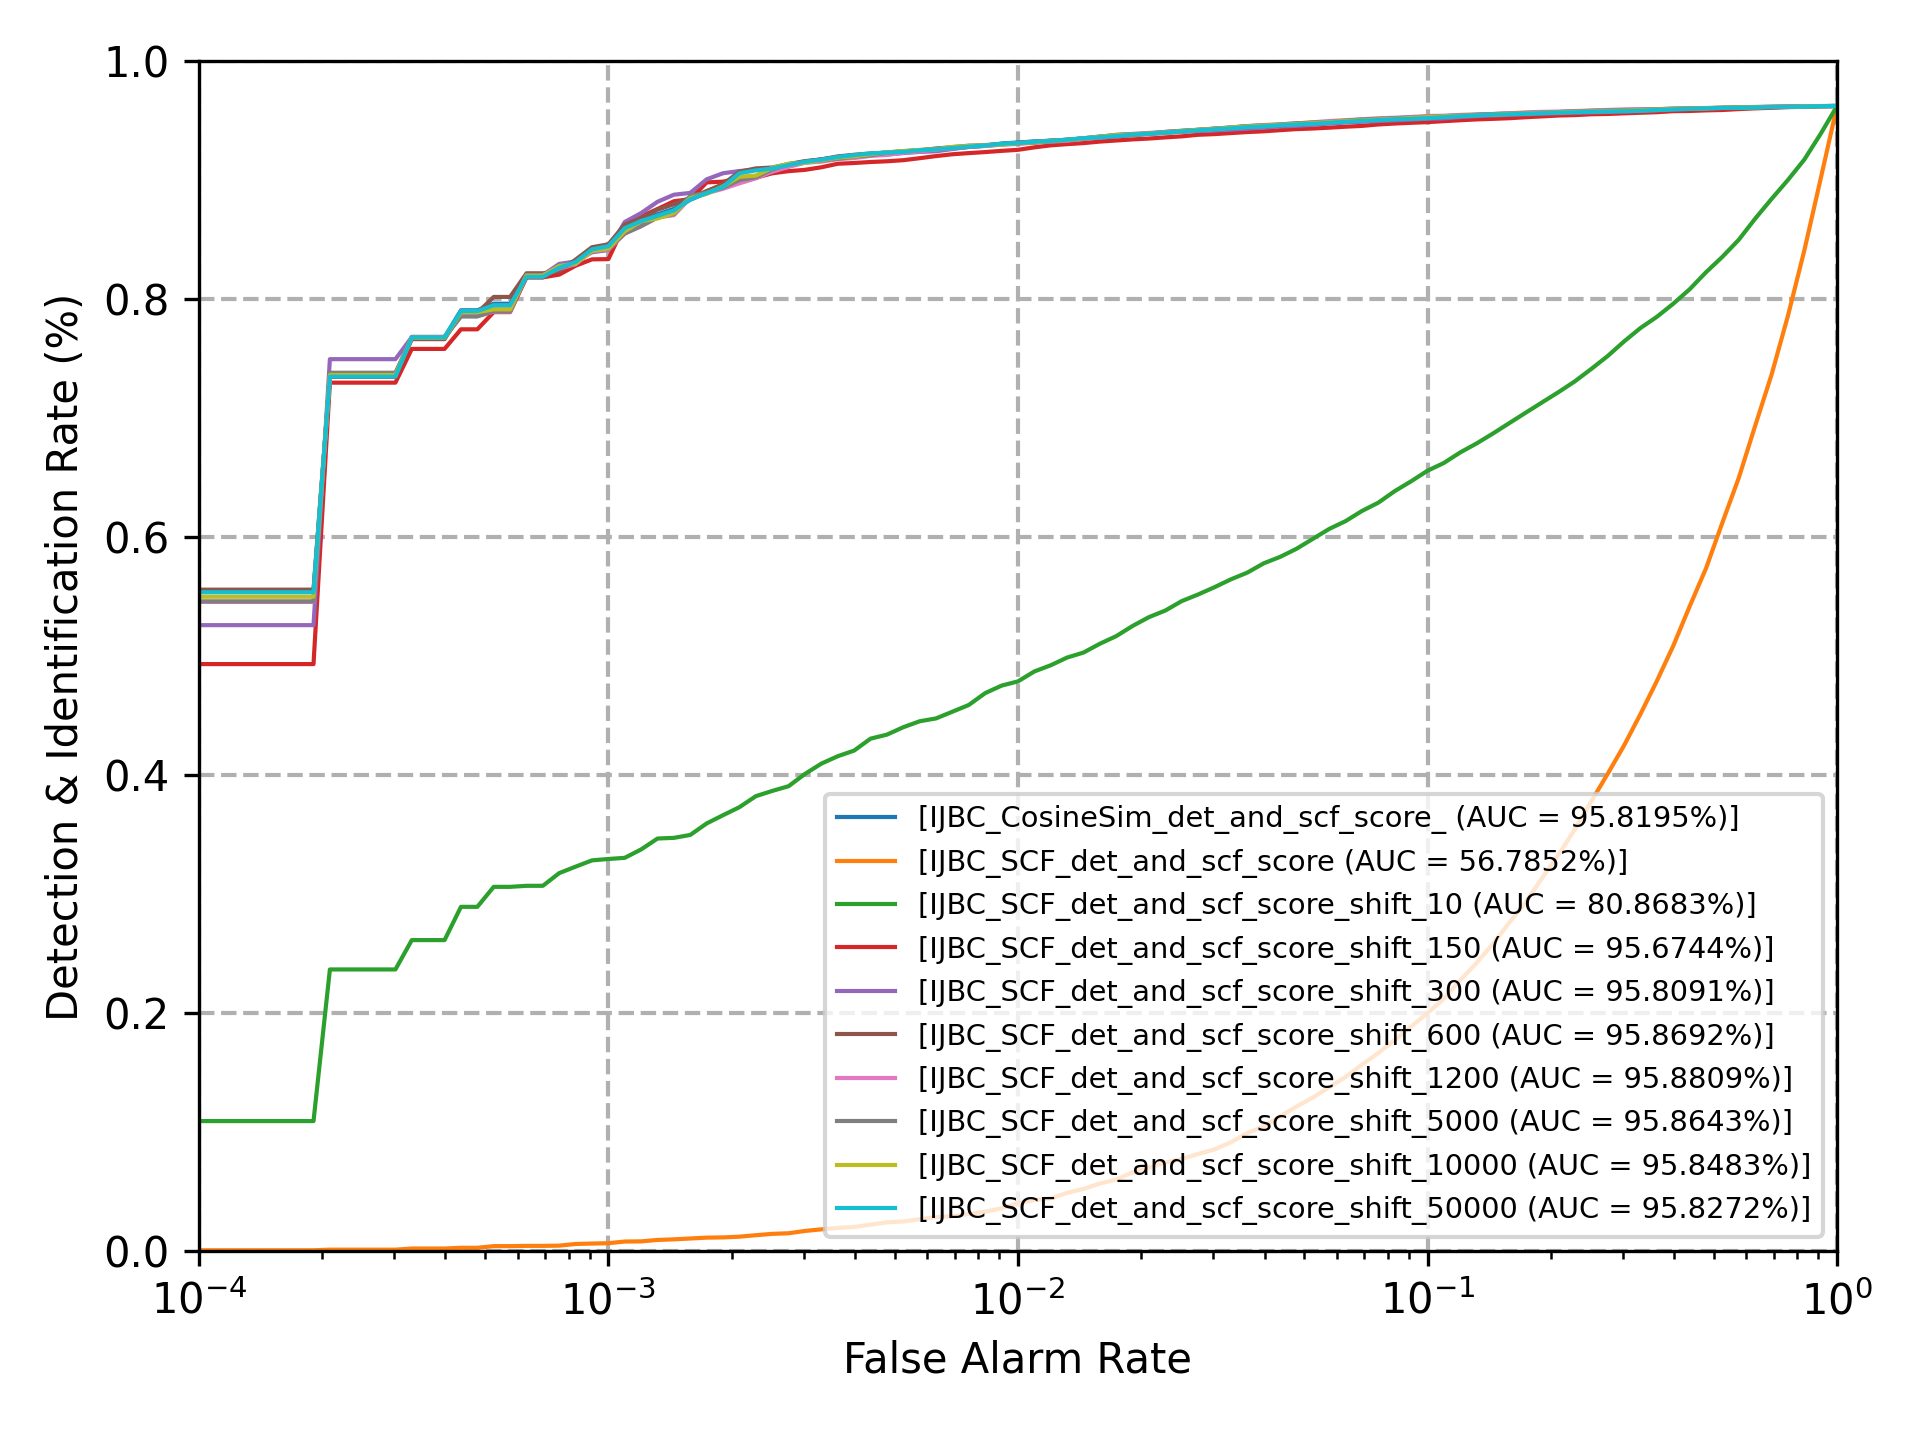 1.0
0.8
0.6
0.4
0.2
0.0
Detection & Identification Rate (%)
[IJBC_CosineSim_det_and_scf_score_ (AUC = 95.8195%)]
[IJBC_SCF_det_and_scf_score (AUC = 56.7852%)]
[IJBC_SCF_det_and_scf_score_shift_10 (AUC = 80.8683%)]
[IJBC_SCF_det_and_scf_score_shift_150 (AUC = 95.6744%)]
[IJBC_SCF_det_and_scf_score_shift_300 (AUC = 95.8091%)]
[IJBC_SCF_det_and_scf_score_shift_600 (AUC = 95.8692%)]
[IJBC_SCF_det_and_scf_score_shift_1200 (AUC = 95.8809%)]
[IJBC_SCF_det_and_scf_score_shift_5000 (AUC = 95.8643%)]
[IJBC_SCF_det_and_scf_score_shift_10000 (AUC = 95.8483%)]
[IJBC_SCF_det_and_scf_score_shift_50000 (AUC = 95.8272%)]
10⁻⁴ 10⁻³ 10⁻² 10⁻¹ 10⁰
False Alarm Rate